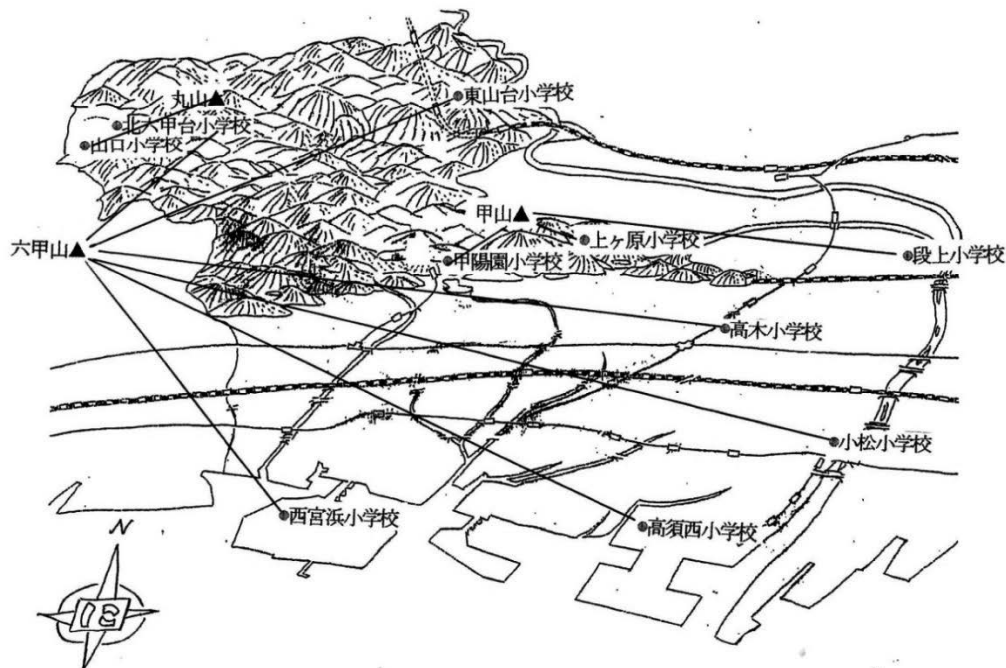 丸山▲
東山台小学校
北六甲台小学校
山口小学校
甲山▲
上ヶ原小学校
六甲山▲
甲陽園小学校
段上小学校
高木小学校
小松小学校
西宮浜小学校
高須西小学校
N